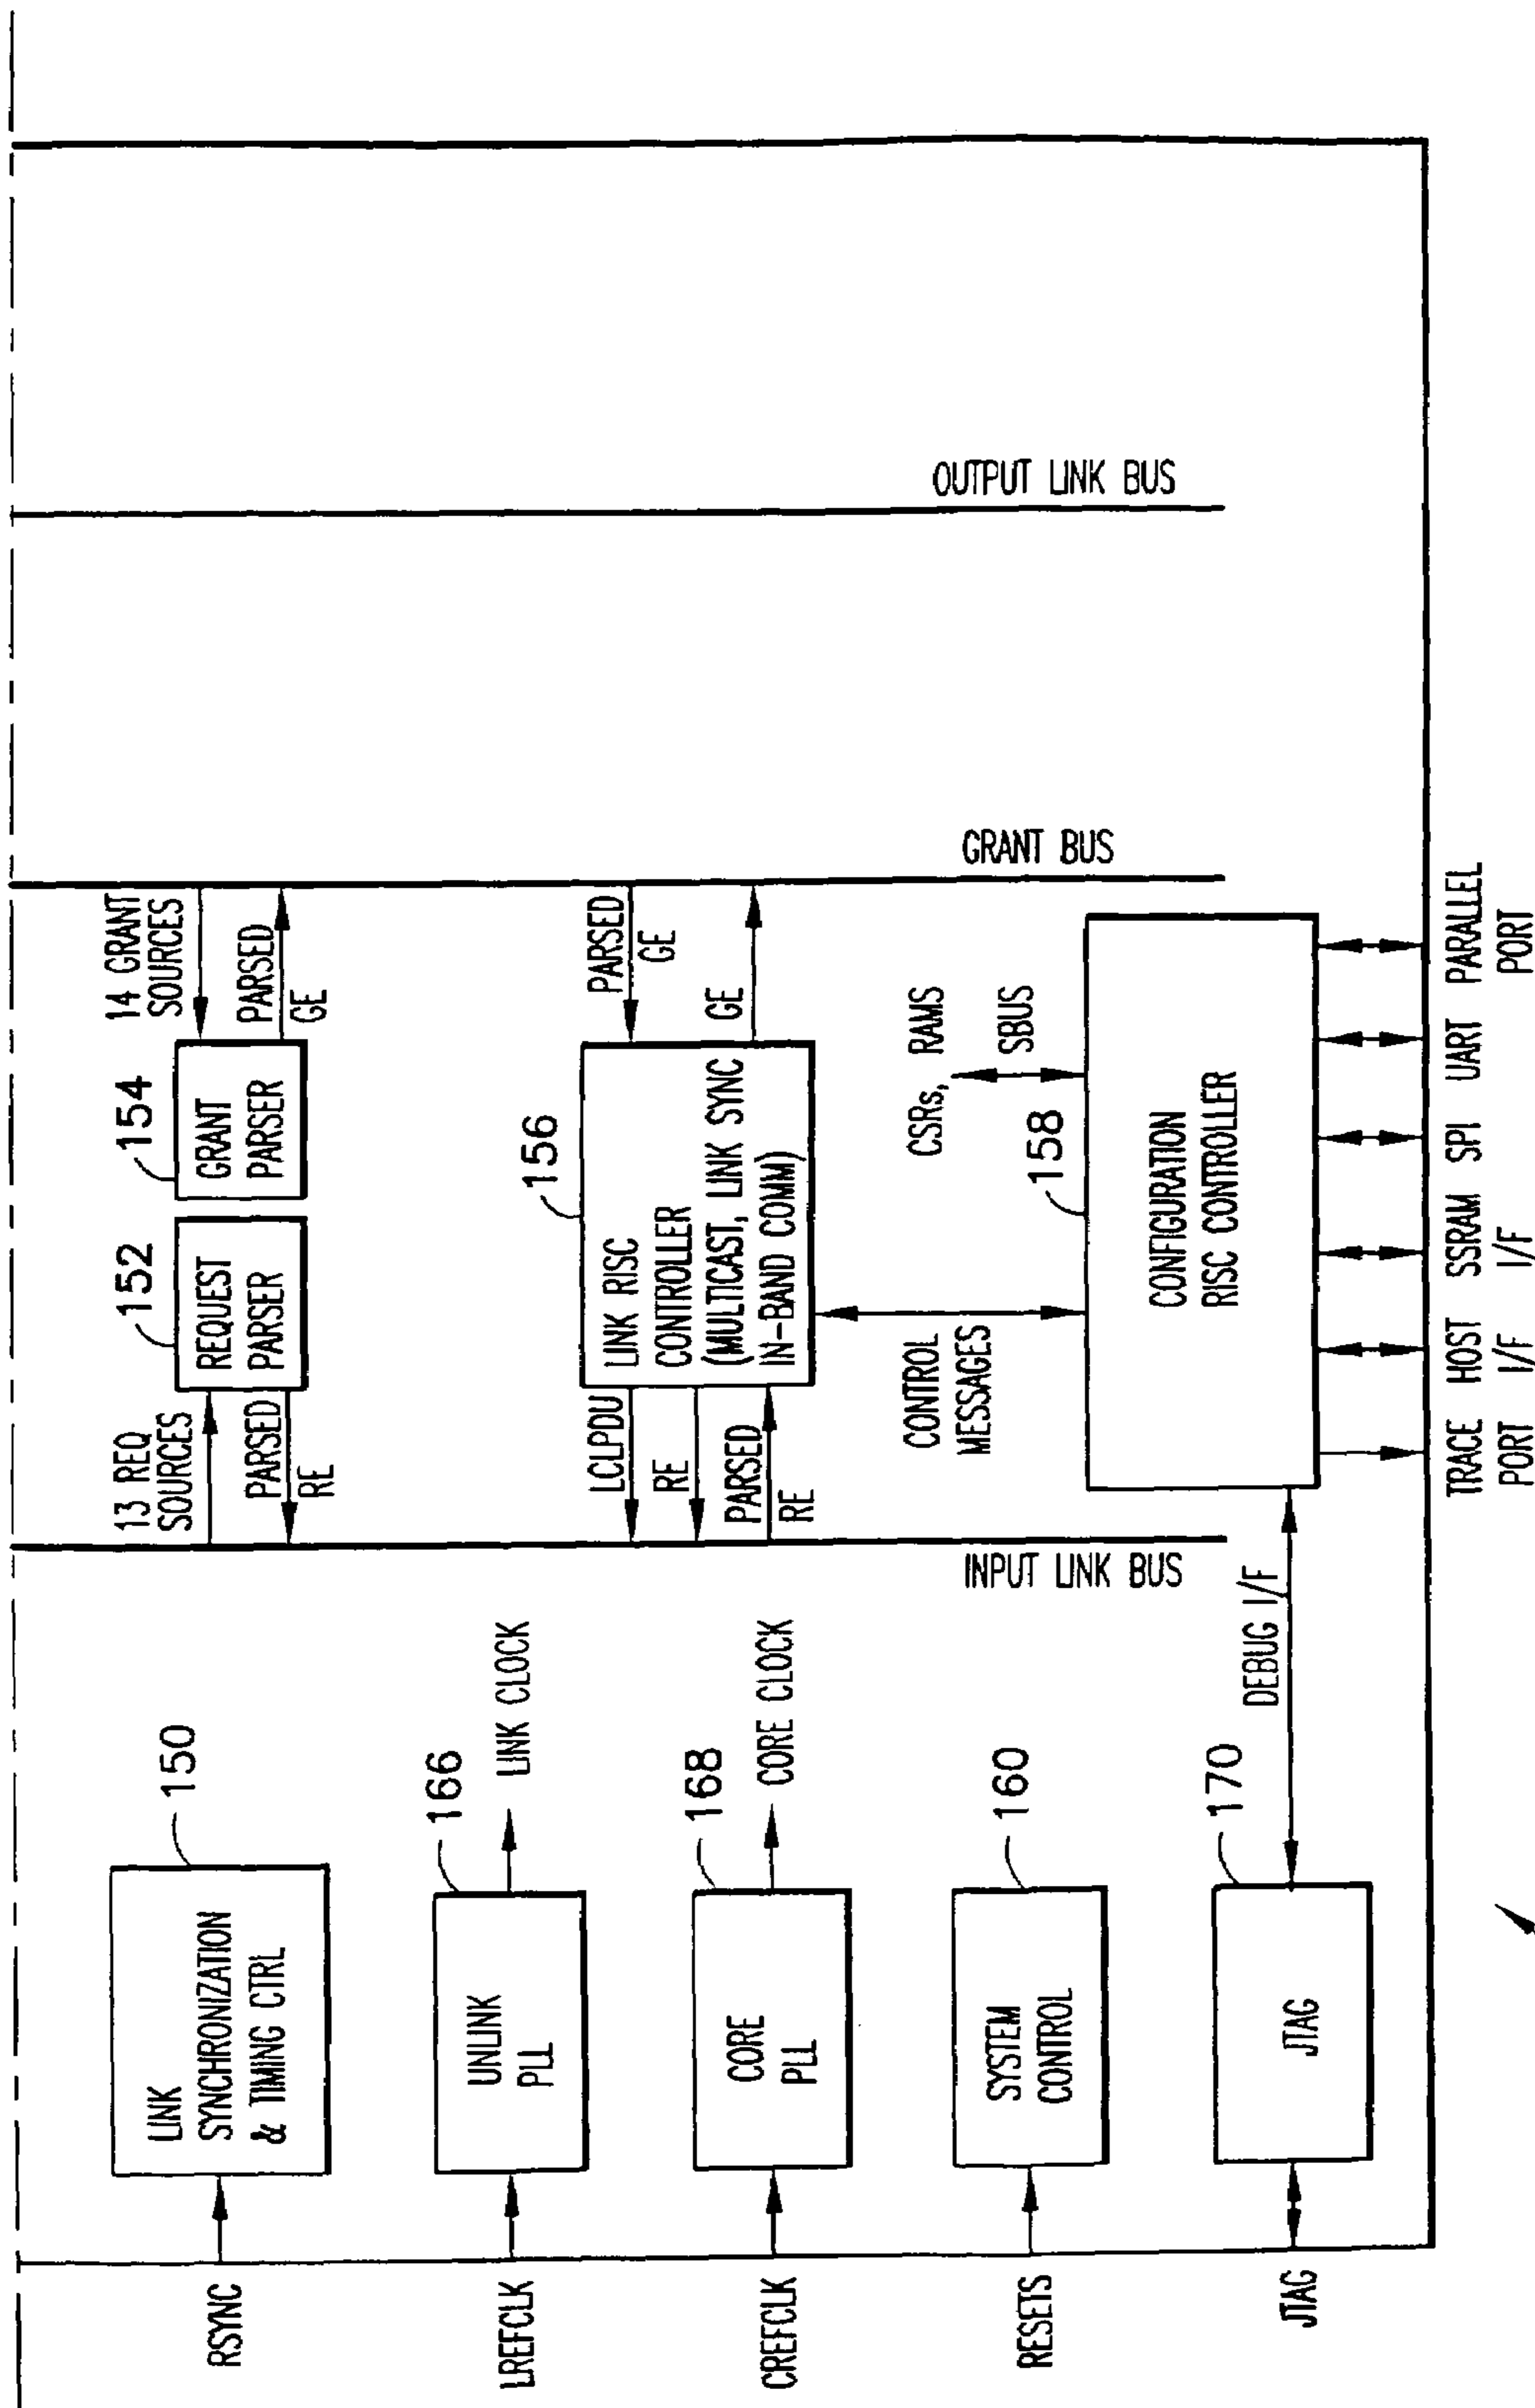 RSYNC
LINK
SYNCHRONIZATION
& TIMING CTRL
150
13 REQ
SOURCES
PARSED
RE
REQUEST
PARSER
152
GRANT
PARSER
154
14 GRANT
SOURCES
PARSED
GE
LREFCLK
UNLINK
PLL
166
LINK CLOCK
LCLPDU
RE
PARSED
RE
LINK RISC
CONTROLLER
(MULTICAST, LINK SYNC
IN-BAND COMM)
156
PARSED
GE
GE
CREFCLK
CORE
PLL
168
CORE CLOCK
CONTROL
MESSAGES
CSRs, RAMS
SBUS
RESETS
SYSTEM
CONTROL
160
INPUT LINK BUS
GRANT BUS
OUTPUT LINK BUS
158
CONFIGURATION
RISC CONTROLLER
JTAG
JTAG
170
DEBUG I/F
TRACE
PORT
HOST
I/F
SSRAM
I/F
SPI
UART
PARALLEL
PORT